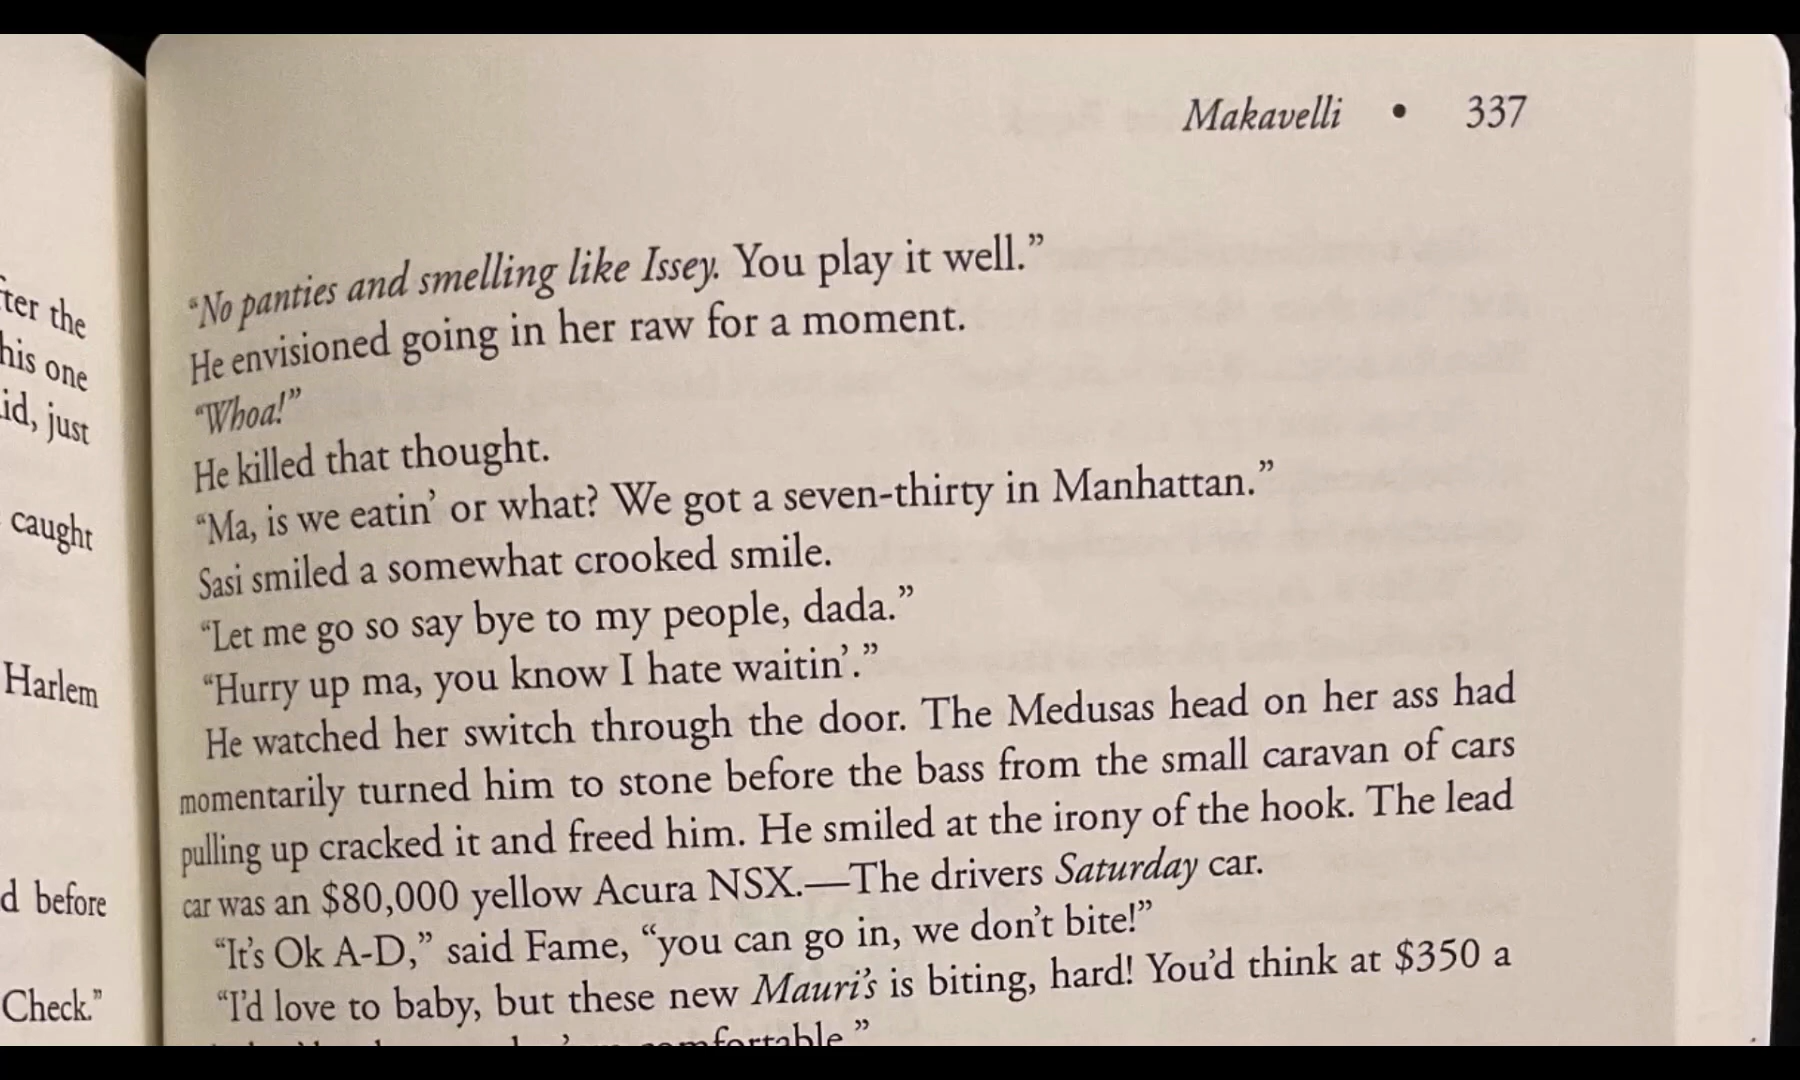 ter the
his one
id, just
caught
Harlem
d before
Check.”
Makavelli • 337
“No panties and smelling like Issey. You play it well.”
He envisioned going in her raw for a moment.
“Whoa!”
He killed that thought.
“Ma, is we eatin’ or what? We got a seven-thirty in Manhattan.”
Sasi smiled a somewhat crooked smile.
“Let me go so say bye to my people, dada.”
“Hurry up ma, you know I hate waitin’.”
He watched her switch through the door. The Medusas head on her ass had
momentarily turned him to stone before the bass from the small caravan of cars
pulling up cracked it and freed him. He smiled at the irony of the hook. The lead
car was an $80,000 yellow Acura NSX.—The drivers Saturday car.
“It’s Ok A-D,” said Fame, “you can go in, we don’t bite!”
“I’d love to baby, but these new Mauri’s is biting, hard! You’d think at $350 a
comfortable.”